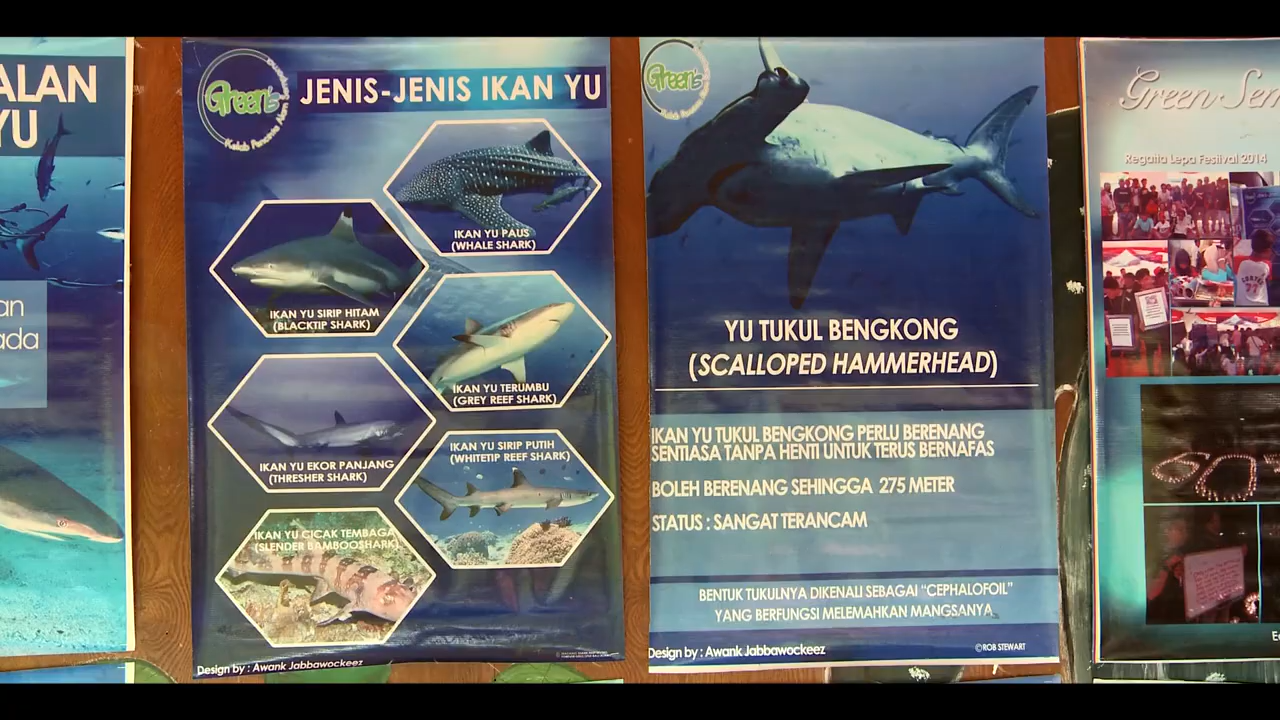 ALAN
YU
an
ada
Green's
JENIS-JENIS IKAN YU
IKAN YU PAUS
(WHALE SHARK)
IKAN YU SIRIP HITAM
(BLACKTIP SHARK)
IKAN YU TERUMBU
(GREY REEF SHARK)
IKAN YU EKOR PANJANG
(THRESHER SHARK)
IKAN YU SIRIP PUTIH
(WHITETIP REEF SHARK)
IKAN YU CICAK TEMBAGA
(SLENDER BAMBOOSHARK)
Design by : Awank Jabbawockeez
Green's
YU TUKUL BENGKONG
(SCALLOPED HAMMERHEAD)
IKAN YU TUKUL BENGKONG PERLU BERENANG
SENTIASA TANPA HENTI UNTUK TERUS BERNAFAS
BOLEH BERENANG SEHINGGA 275 METER
STATUS : SANGAT TERANCAM
BENTUK TUKULNYA DIKENALI SEBAGAI “CEPHALOFOIL”
YANG BERFUNGSI MELEMAHKAN MANGSANYA
Design by : Awank Jabbawockeez
©ROB STEWART
Green Sem
Regatta Lepa Festival 2014